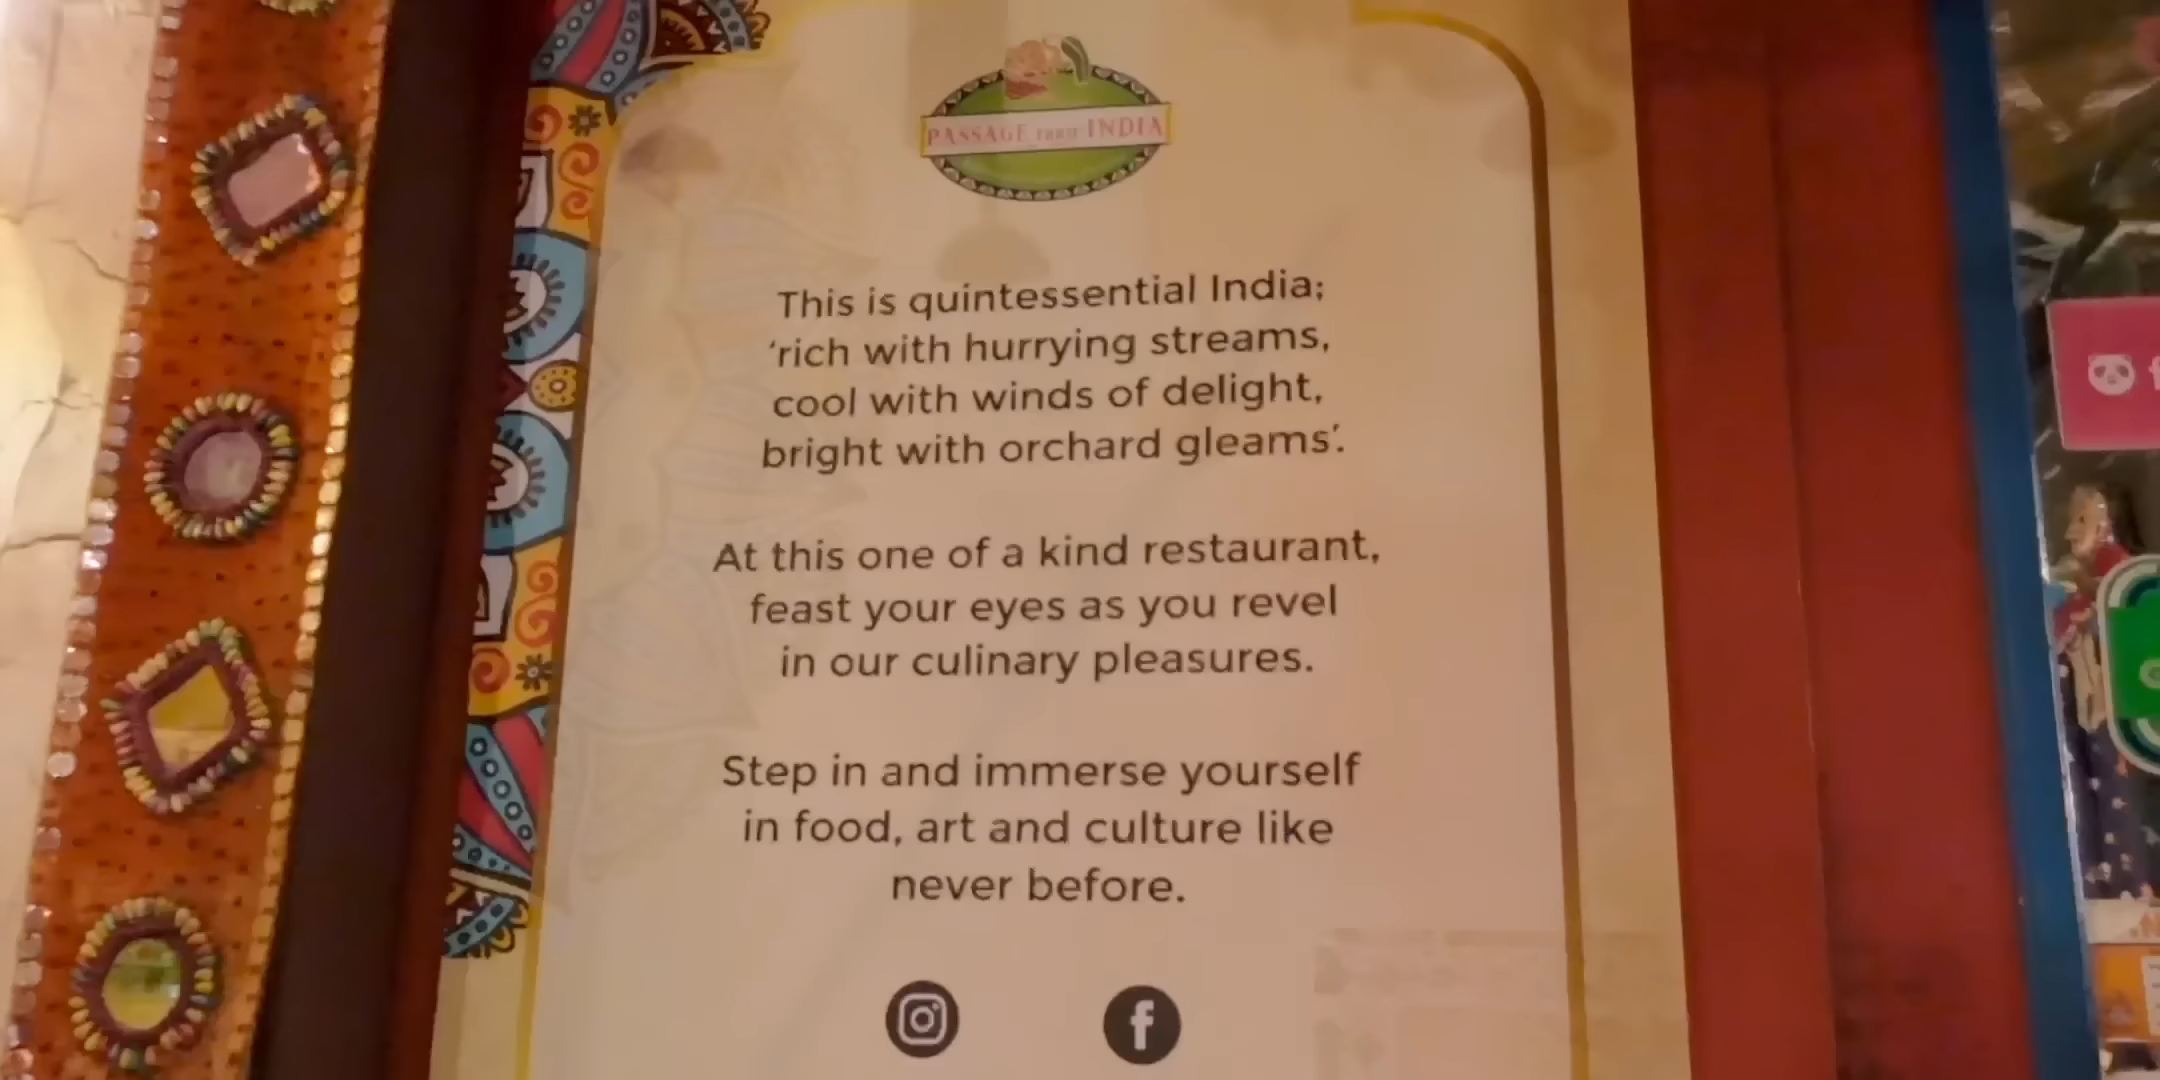 PASSAGE THRU INDIA
This is quintessential India;
‘rich with hurrying streams,
cool with winds of delight,
bright with orchard gleams’.
At this one of a kind restaurant,
feast your eyes as you revel
in our culinary pleasures.
Step in and immerse yourself
in food, art and culture like
never before.